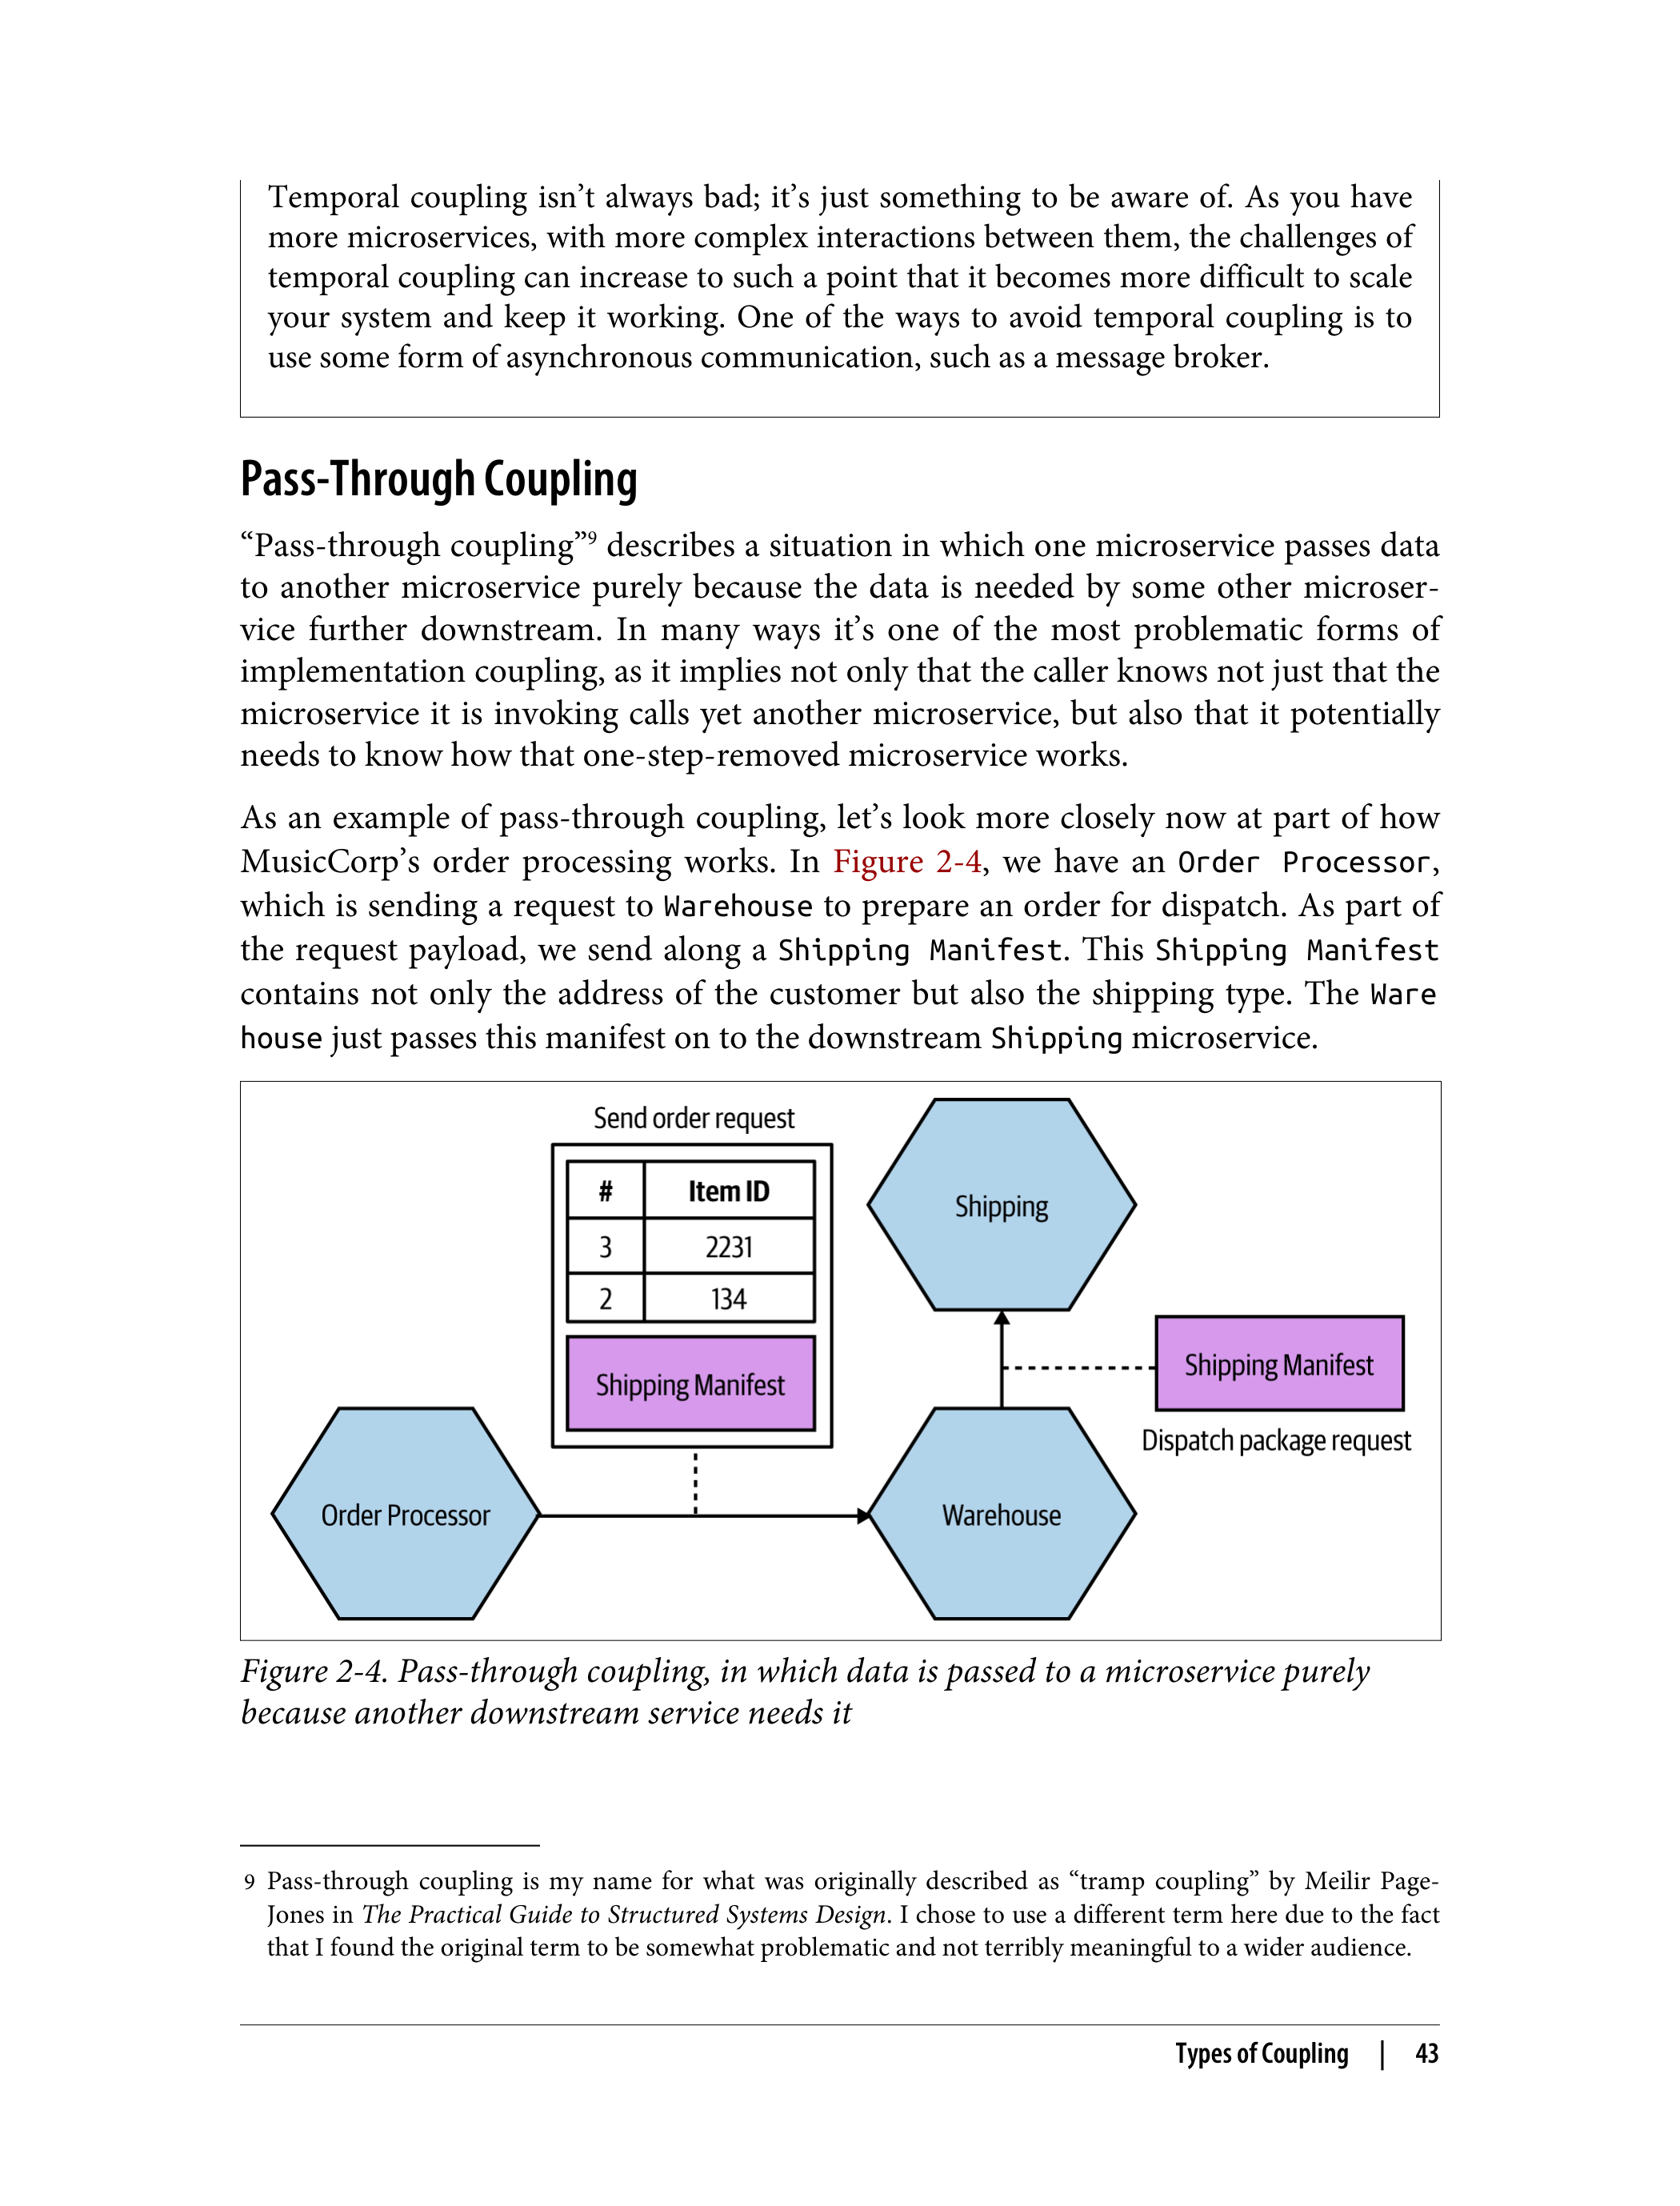 Temporal coupling isn’t always bad; it’s just something to be aware of. As you have
more microservices, with more complex interactions between them, the challenges of
temporal coupling can increase to such a point that it becomes more difficult to scale
your system and keep it working. One of the ways to avoid temporal coupling is to
use some form of asynchronous communication, such as a message broker.
Pass-Through Coupling
“Pass-through coupling”⁹ describes a situation in which one microservice passes data
to another microservice purely because the data is needed by some other microser-
vice further downstream. In many ways it’s one of the most problematic forms of
implementation coupling, as it implies not only that the caller knows not just that the
microservice it is invoking calls yet another microservice, but also that it potentially
needs to know how that one-step-removed microservice works.
As an example of pass-through coupling, let’s look more closely now at part of how
MusicCorp’s order processing works. In Figure 2-4, we have an Order Processor,
which is sending a request to Warehouse to prepare an order for dispatch. As part of
the request payload, we send along a Shipping Manifest. This Shipping Manifest
contains not only the address of the customer but also the shipping type. The Ware
house just passes this manifest on to the downstream Shipping microservice.
Send order request
# Item ID
3 2231
2 134
Shipping Manifest
Shipping
Shipping Manifest
Dispatch package request
Order Processor
Warehouse
Figure 2-4. Pass-through coupling, in which data is passed to a microservice purely
because another downstream service needs it
9 Pass-through coupling is my name for what was originally described as “tramp coupling” by Meilir Page-
Jones in The Practical Guide to Structured Systems Design. I chose to use a different term here due to the fact
that I found the original term to be somewhat problematic and not terribly meaningful to a wider audience.
Types of Coupling | 43